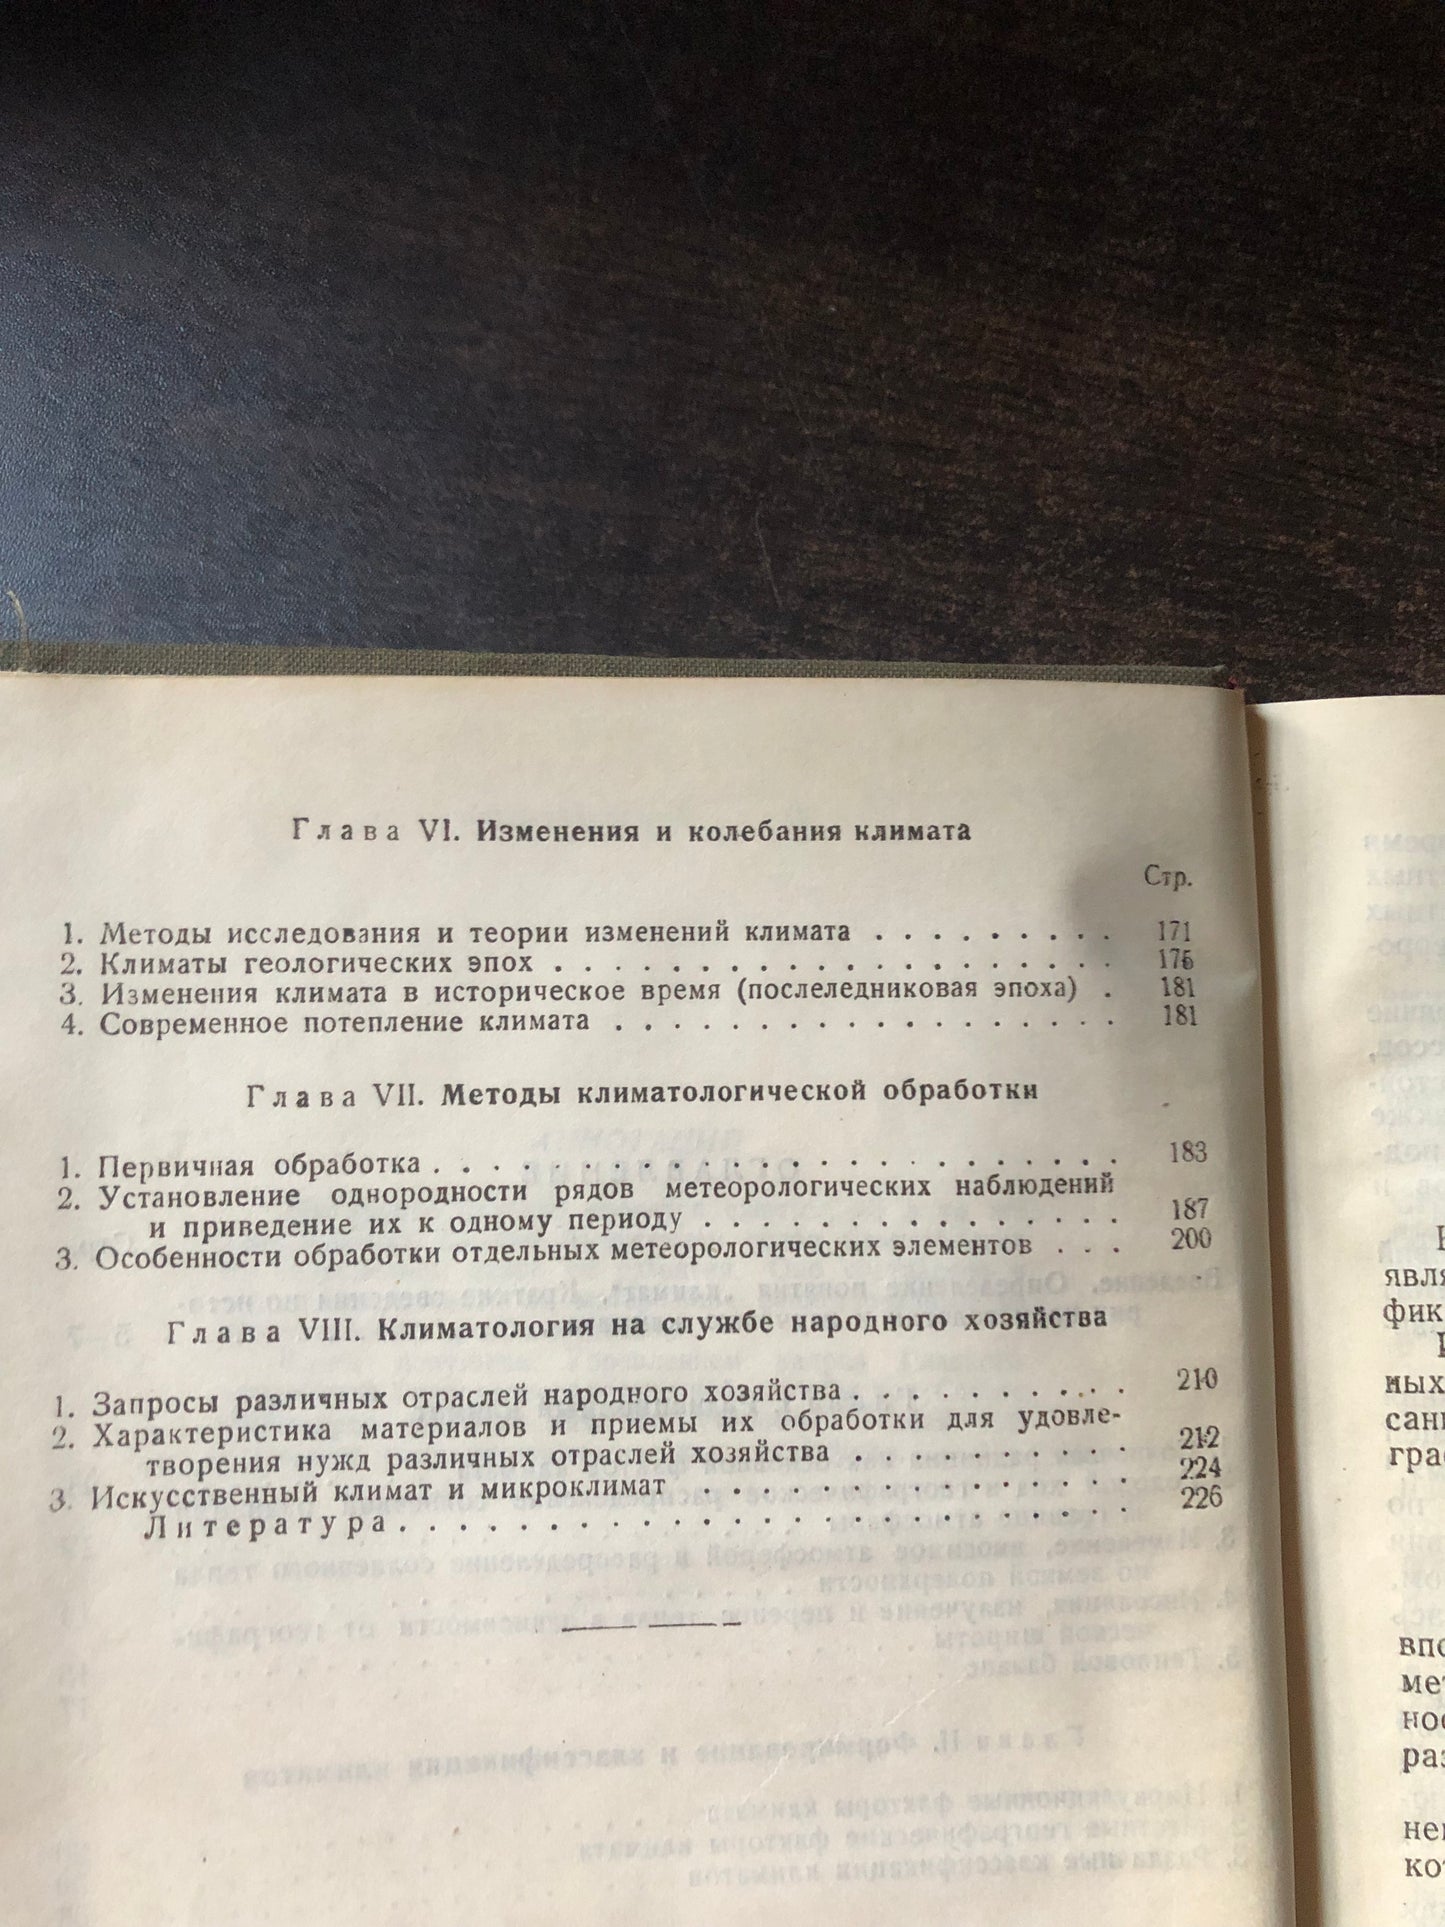 Глава VI. Изменения и колебания климата
Стр.
1. Методы исследования и теории изменений климата . . . . . . . . . 171
2. Климаты геологических эпох . . . . . . . . . . . . . . . . . . . 175
3. Изменения климата в историческое время (послеледниковая эпоха) . 181
4. Современное потепление климата . . . . . . . . . . . . . . . . . 181
Глава VII. Методы климатологической обработки
1. Первичная обработка . . . . . . . . . . . . . . . . . . . . . . . 183
2. Установление однородности рядов метеорологических наблюдений
и приведение их к одному периоду . . . . . . . . . . . . . . 187
3. Особенности обработки отдельных метеорологических элементов . . . 200
Глава VIII. Климатология на службе народного хозяйства
1. Запросы различных отраслей народного хозяйства . . . . . . . . . . 210
2. Характеристика материалов и приемы их обработки для удовле-
творения нужд различных отраслей хозяйства . . . . . . . . . 212
3. Искусственный климат и микроклимат . . . . . . . . . . . . . . 224
Литература . . . . . . . . . . . . . . . . . . . . . . . . 226